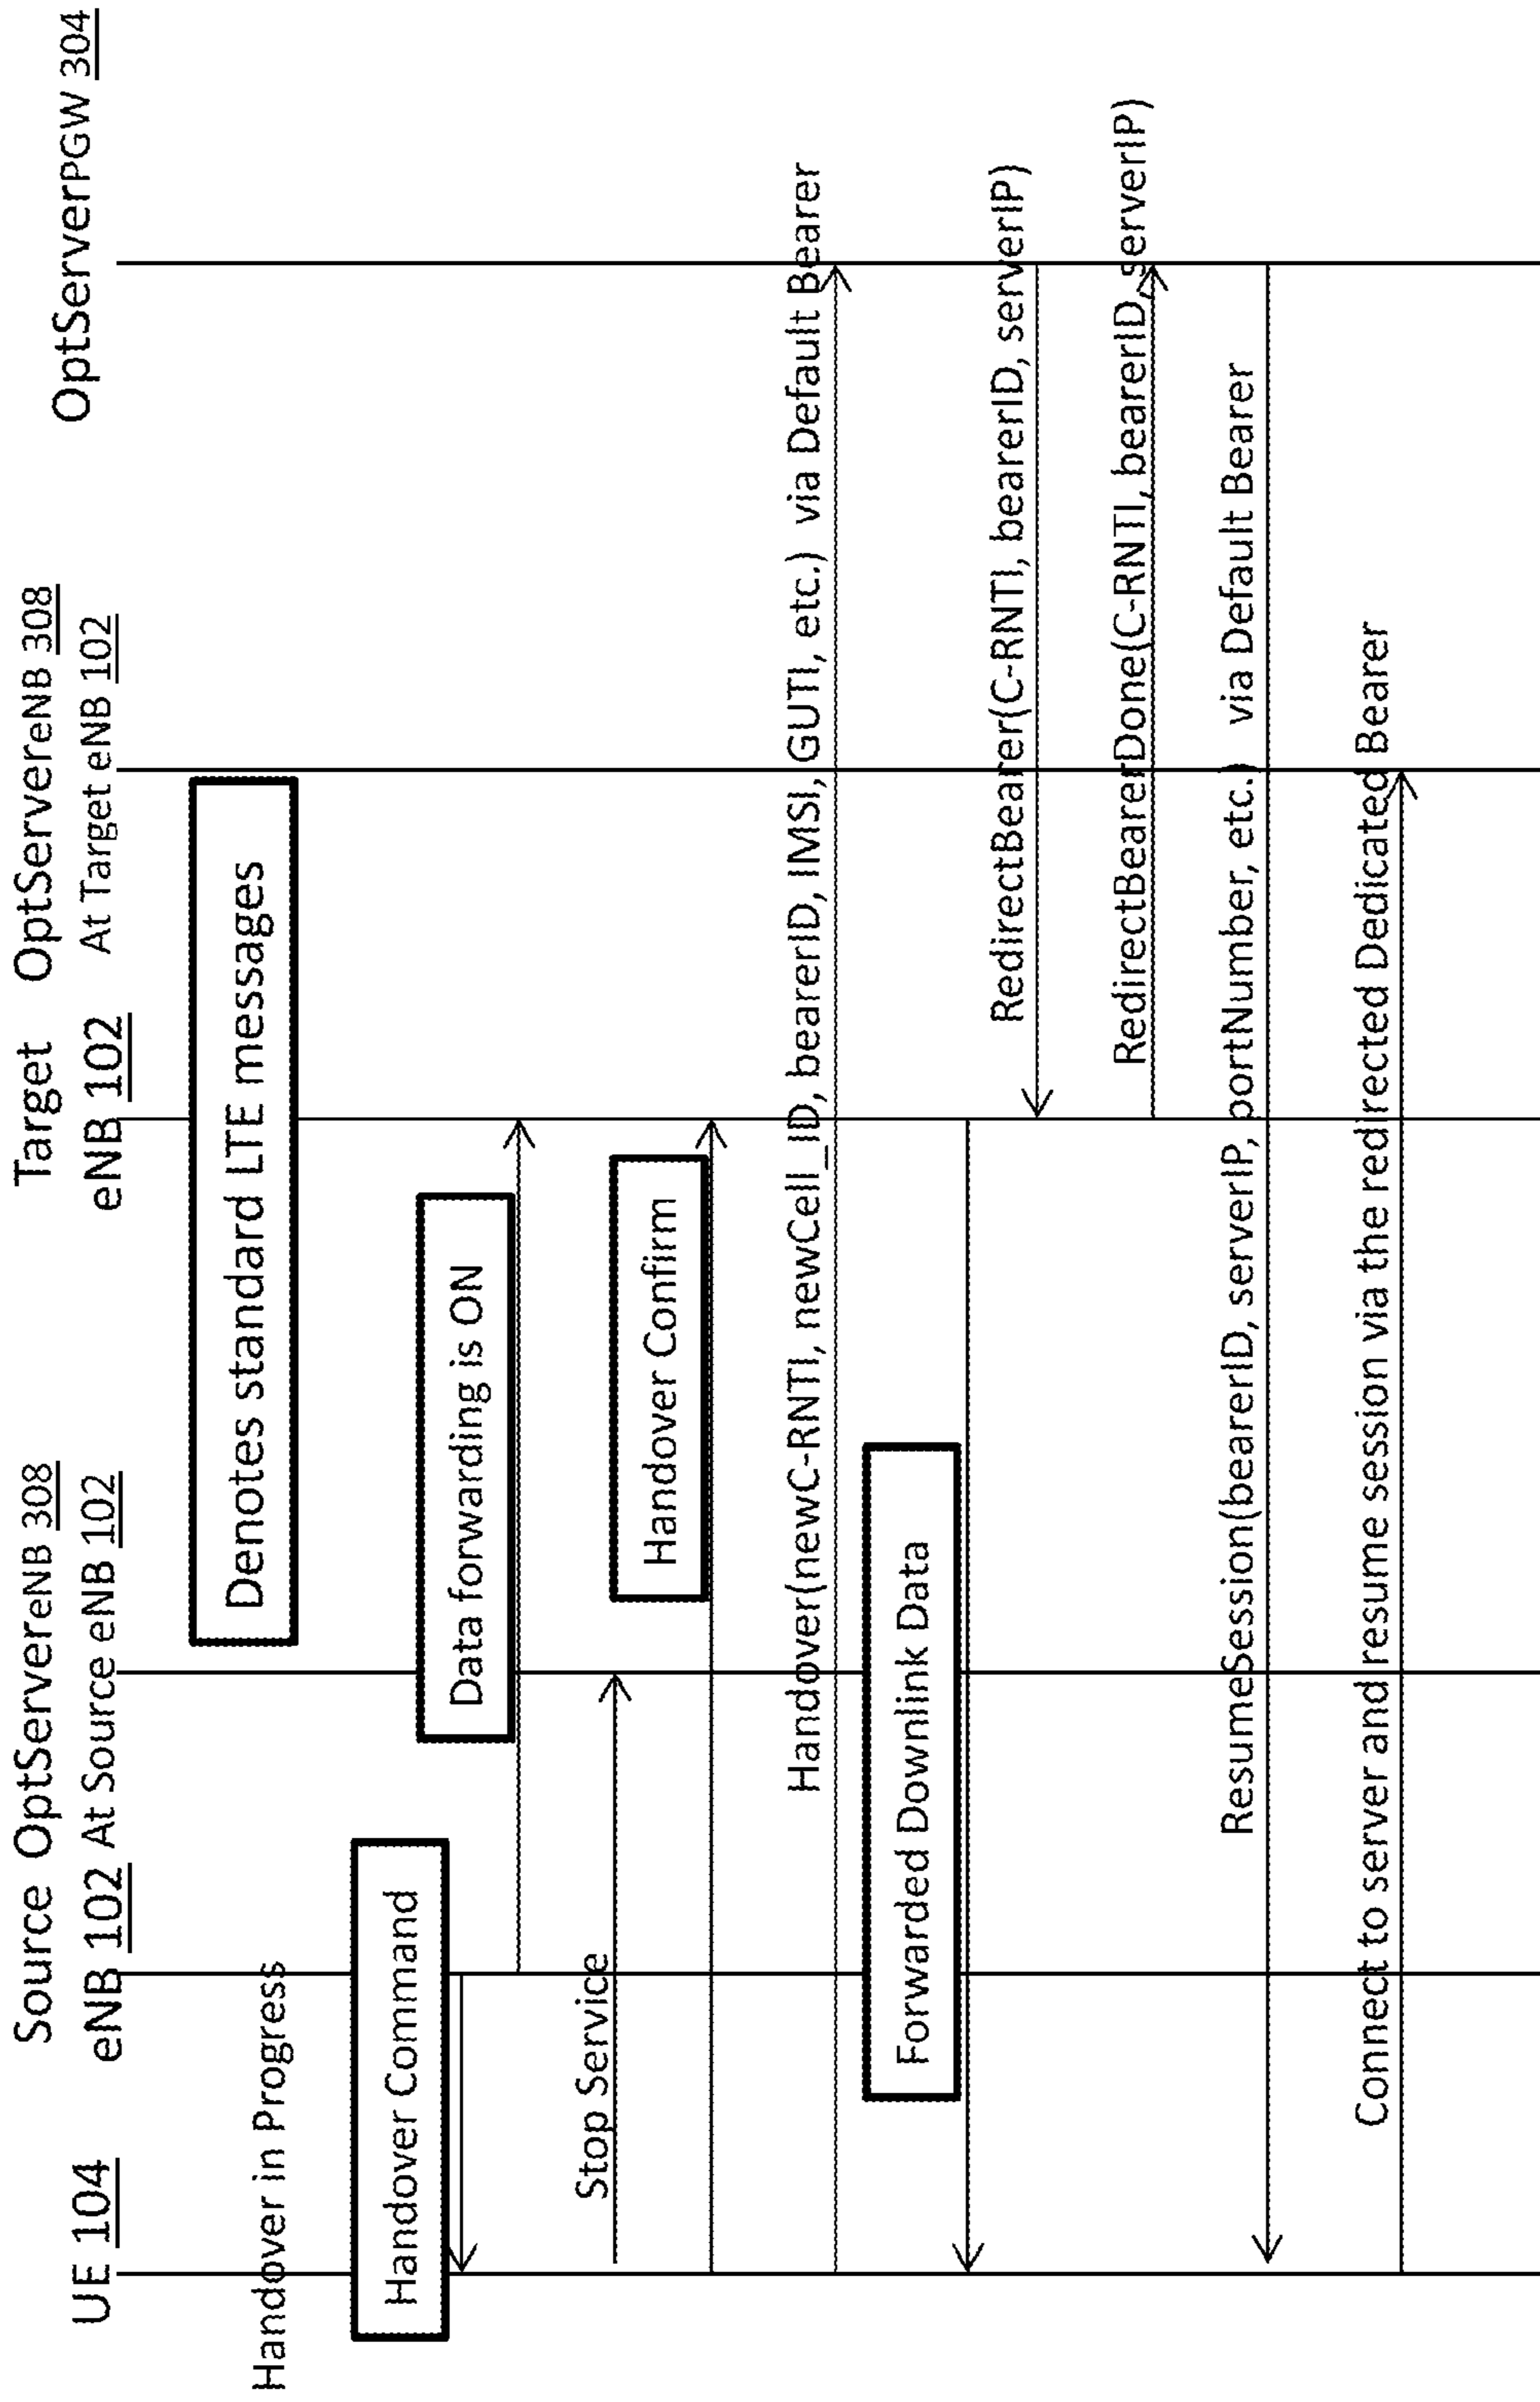 UE 104
Source
eNB 102
OptServereNB 308
At Source eNB 102
Target
eNB 102
OptServereNB 308
At Target eNB 102
OptServerPGW 304
Denotes standard LTE messages
Handover in Progress
Handover Command
Data forwarding is ON
Stop Service
Handover Confirm
Handover(newC-RNTI, newCell_ID, bearerID, IMSI, GUTI, etc.) via Default Bearer
Forwarded Downlink Data
RedirectBearer(C-RNTI, bearerID, serverIP)
RedirectBearerDone(C-RNTI, bearerID, serverIP)
ResumeSession(bearerID, serverIP, portNumber, etc.) via Default Bearer
Connect to server and resume session via the redirected Dedicated Bearer